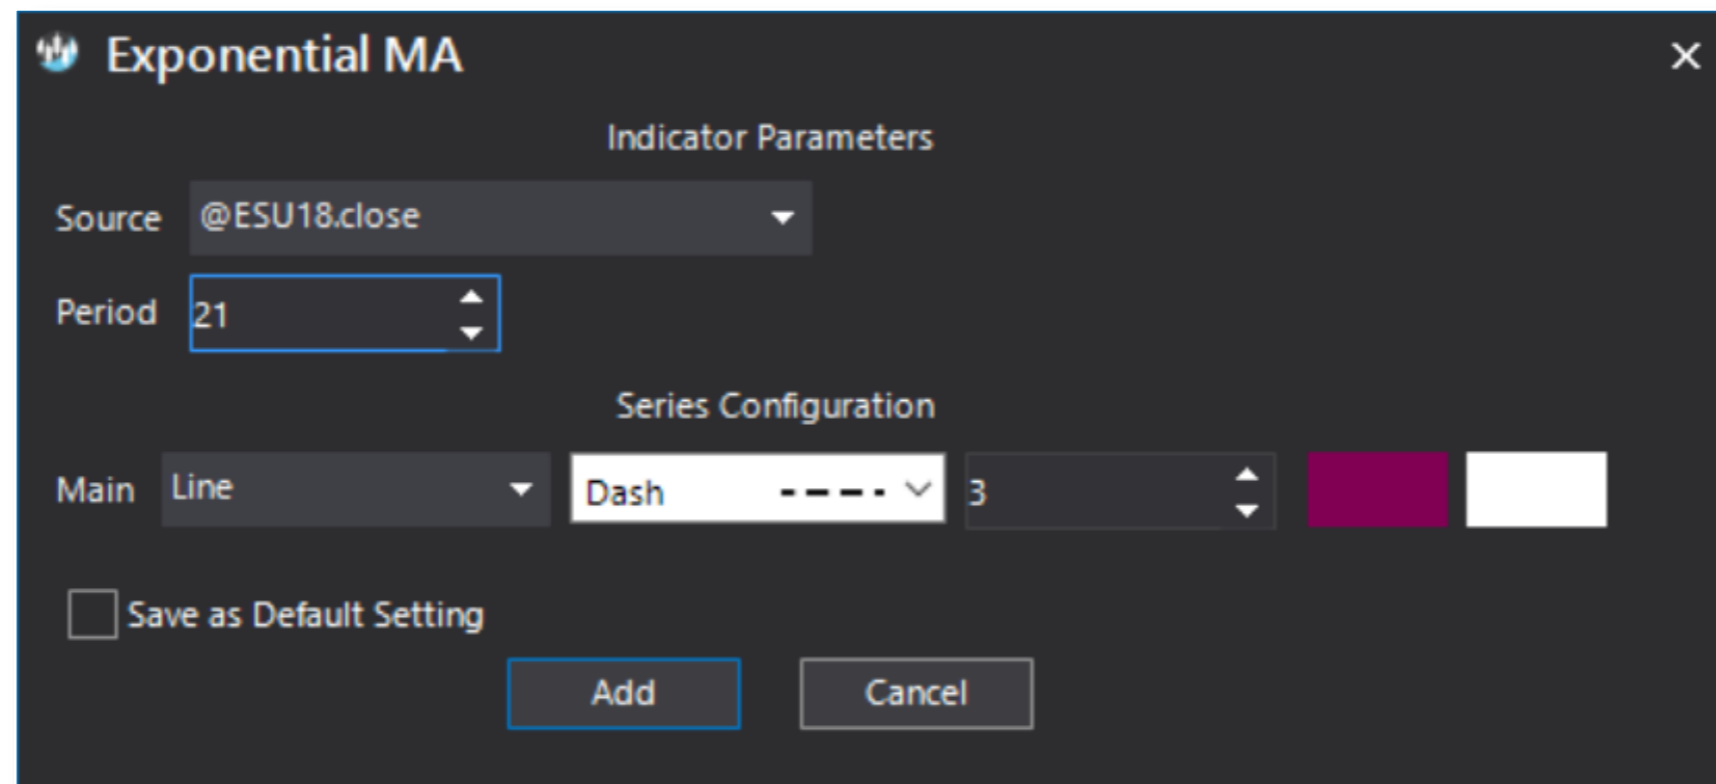 Exponential MA
Indicator Parameters
Source @ESU18.close
Period 21
Series Configuration
Main Line Dash 3
Save as Default Setting
Add Cancel